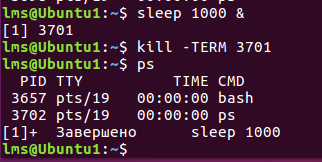 lms@Ubuntu1:~$ sleep 1000 &
[1] 3701
lms@Ubuntu1:~$ kill -TERM 3701
lms@Ubuntu1:~$ ps
  PID TTY          TIME CMD
 3657 pts/19   00:00:00 bash
 3702 pts/19   00:00:00 ps
[1]+  Завершено      sleep 1000
lms@Ubuntu1:~$